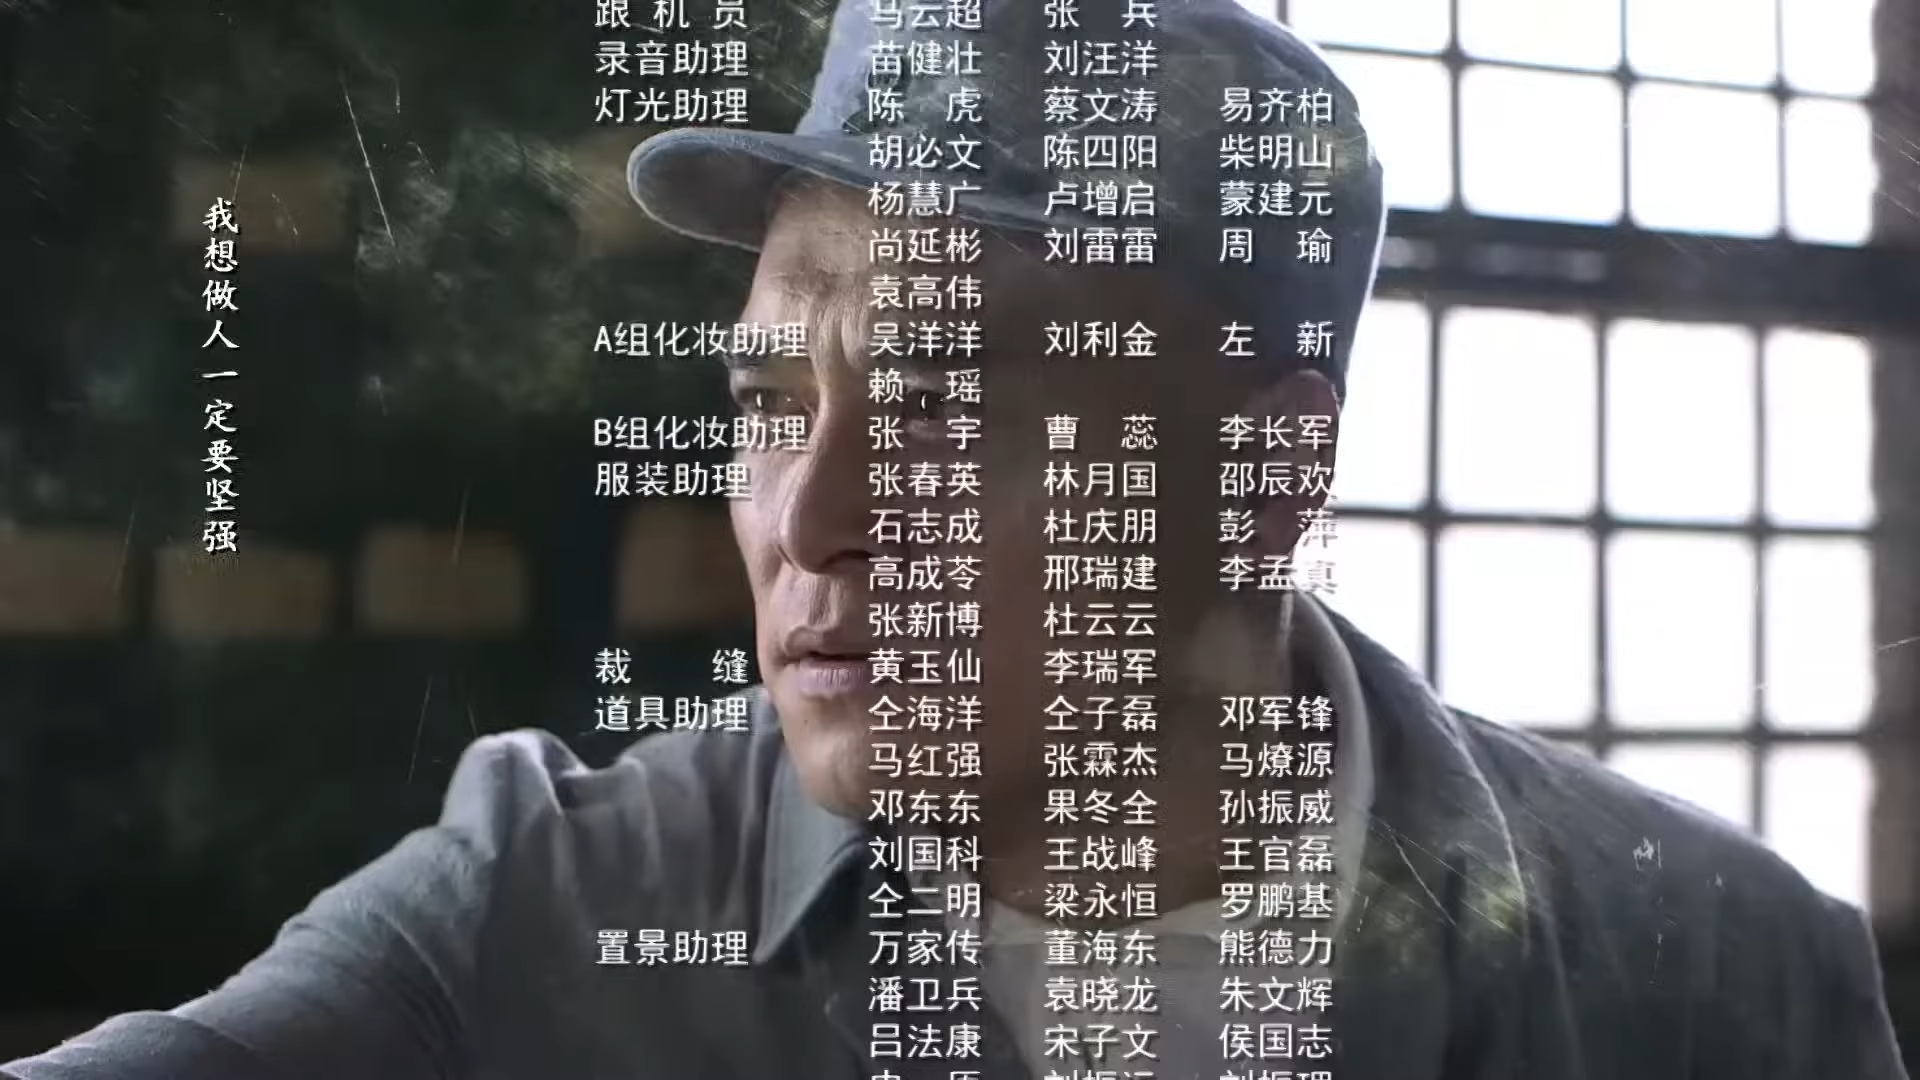 我想做人一定要坚强
跟机员 马云超 张兵
录音助理 苗健壮 刘汪洋
灯光助理 陈虎 蔡文涛 易齐柏
胡必文 陈四阳 柴明山
杨慧广 卢增启 蒙建元
尚延彬 刘雷雷 周瑜
袁高伟
A组化妆助理 吴洋洋 刘利金 左新
赖瑶
B组化妆助理 张宇 曹蕊 李长军
服装助理 张春英 林月国 邵辰欢
石志成 杜庆朋 彭萍
高成苓 邢瑞建 李孟真
张新博 杜云云
裁缝 黄玉仙 李瑞军
道具助理 仝海洋 仝子磊 邓军锋
马红强 张霖杰 马燎源
邓东东 果冬全 孙振威
刘国科 王战峰 王官磊
仝二明 梁永恒 罗鹏基
置景助理 万家传 董海东 熊德力
潘卫兵 袁晓龙 朱文辉
吕法康 宋子文 侯国志